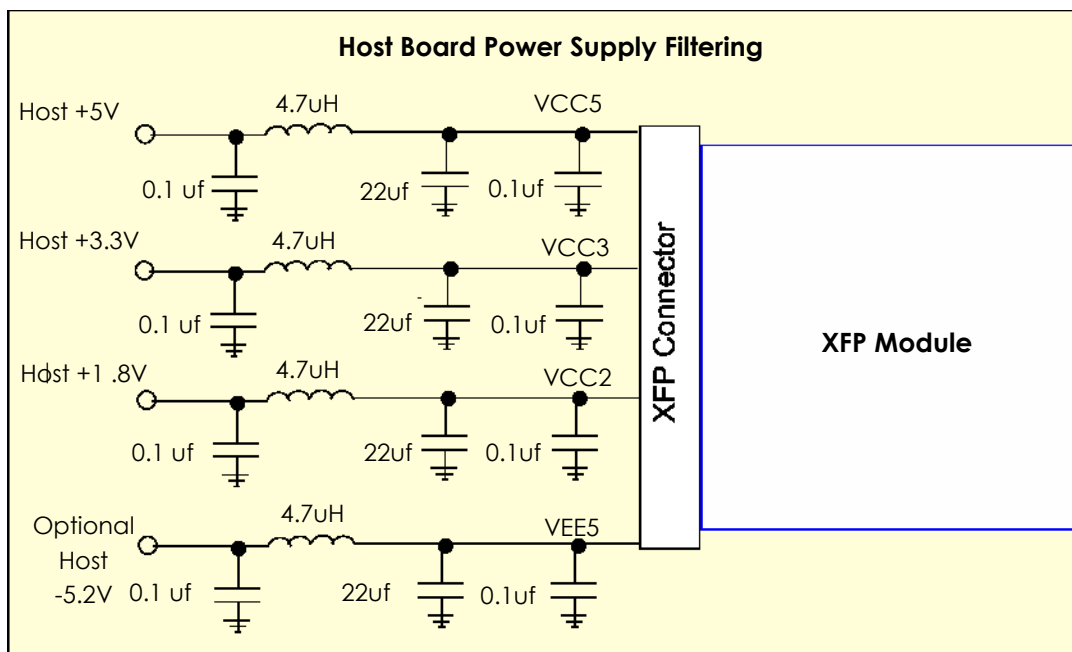 Host Board Power Supply Filtering
Host +5V
4.7uH
VCC5
0.1 uf
22uf
0.1uf
Host +3.3V
4.7uH
VCC3
0.1 uf
22uf
0.1uf
Host +1 .8V
4.7uH
VCC2
0.1 uf
22uf
0.1uf
Optional
Host
-5.2V
4.7uH
VEE5
0.1 uf
22uf
0.1uf
XFP Connector
XFP Module